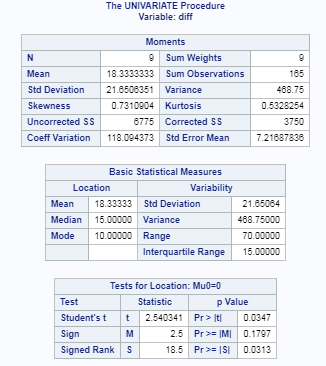 The UNIVARIATE Procedure
Variable: diff
Moments
N 9 Sum Weights 9
Mean 18.3333333 Sum Observations 165
Std Deviation 21.6506351 Variance 468.75
Skewness 0.7310904 Kurtosis 0.5328254
Uncorrected SS 6775 Corrected SS 3750
Coeff Variation 118.094373 Std Error Mean 7.21687836
Basic Statistical Measures
Location Variability
Mean 18.33333 Std Deviation 21.65064
Median 15.00000 Variance 468.75000
Mode 10.00000 Range 70.00000
Interquartile Range 15.00000
Tests for Location: Mu0=0
Test Statistic p Value
Student's t t 2.540341 Pr > |t| 0.0347
Sign M 2.5 Pr >= |M| 0.1797
Signed Rank S 18.5 Pr >= |S| 0.0313